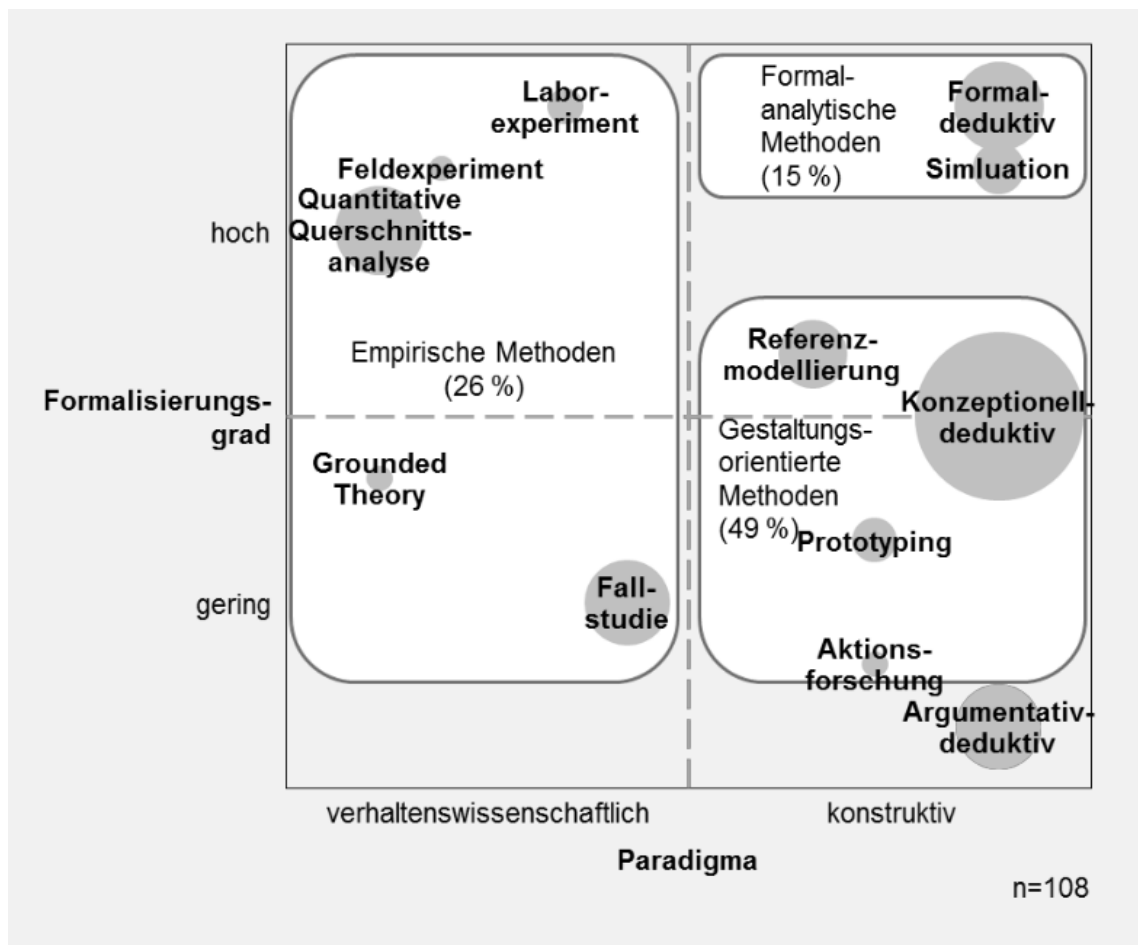 Labor-
experiment
Feldexperiment
Quantitative
Querschnitts-
analyse
Empirische Methoden
(26 %)
Grounded
Theory
Fall-
studie
Formal-
analytische
Methoden
(15 %)
Formal-
deduktiv
Simluation
Referenz-
modellierung
Konzeptionell-
deduktiv
Gestaltungs-
orientierte
Methoden
(49 %)
Prototyping
Aktions-
forschung
Argumentativ-
deduktiv
hoch
Formalisierungs-
grad
gering
verhaltenswissenschaftlich
konstruktiv
Paradigma
n=108